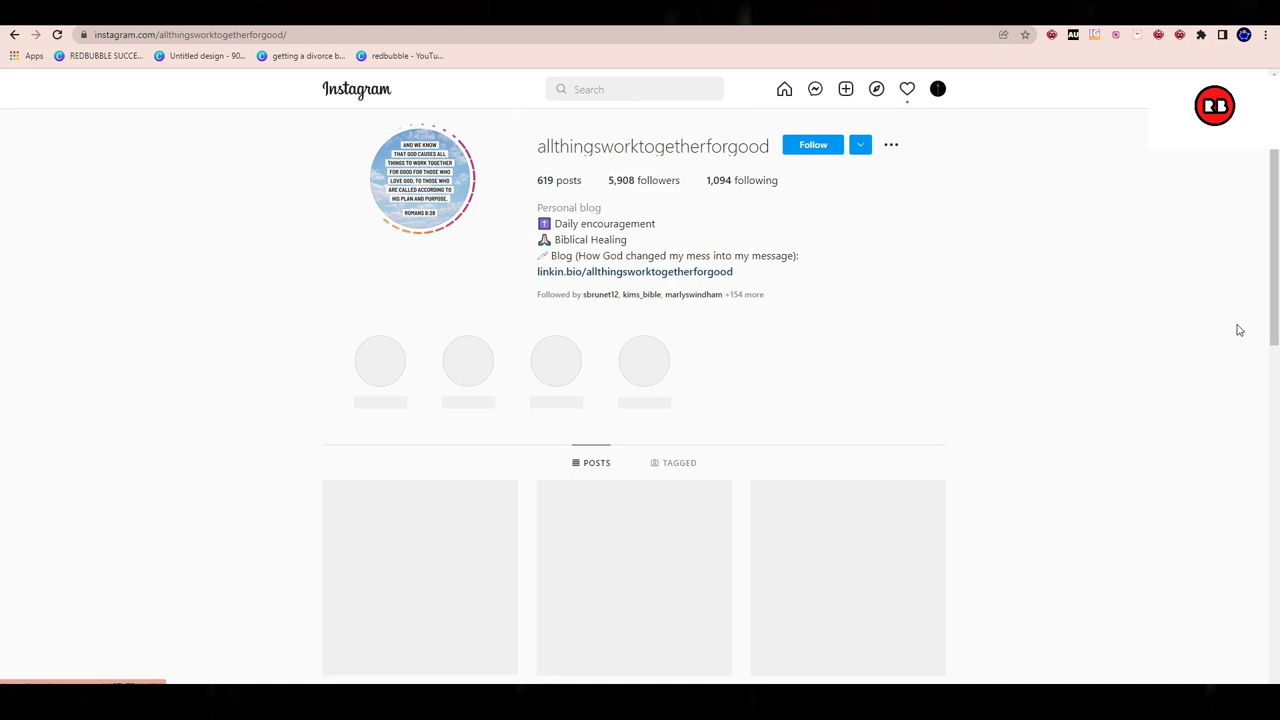 instagram.com/allthingsworktogetherforgood/
Apps
REDBUBBLE SUCCE...
Untitled design - 90...
getting a divorce b...
redbubble - YouTu...
Instagram
Search
RB
AND WE KNOW
THAT GOD CAUSES ALL
THINGS TO WORK TOGETHER
FOR GOOD FOR THOSE WHO
LOVE GOD, TO THOSE WHO
ARE CALLED ACCORDING TO
HIS PLAN AND PURPOSE.
ROMANS 8:28
allthingsworktogetherforgood
Follow
619 posts
5,908 followers
1,094 following
Personal blog
Daily encouragement
Biblical Healing
Blog (How God changed my mess into my message):
linkin.bio/allthingsworktogetherforgood
Followed by sbrunet12, kims_bible, marlyswindham +154 more
POSTS
TAGGED